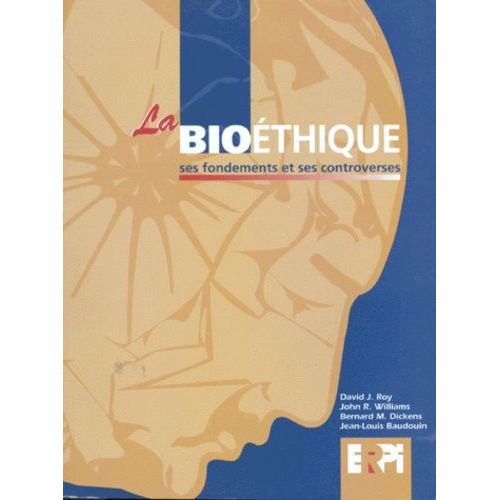 La BIOÉTHIQUE
ses fondements et ses controverses
David J. Roy
John R. Williams
Bernard M. Dickens
Jean-Louis Baudouin
ERPI